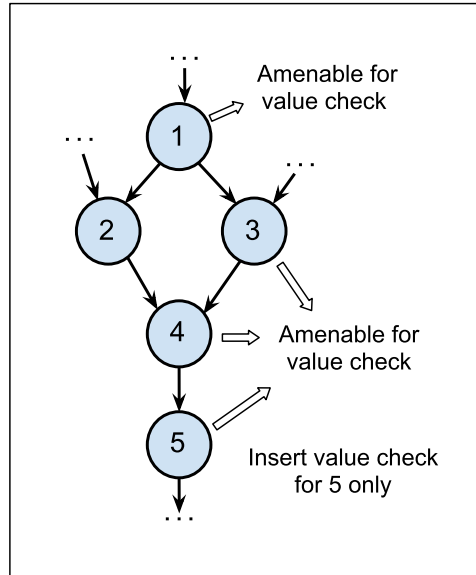 ...
Amenable for
value check
1
...
...
2
3
4
Amenable for
value check
5
Insert value check
for 5 only
...